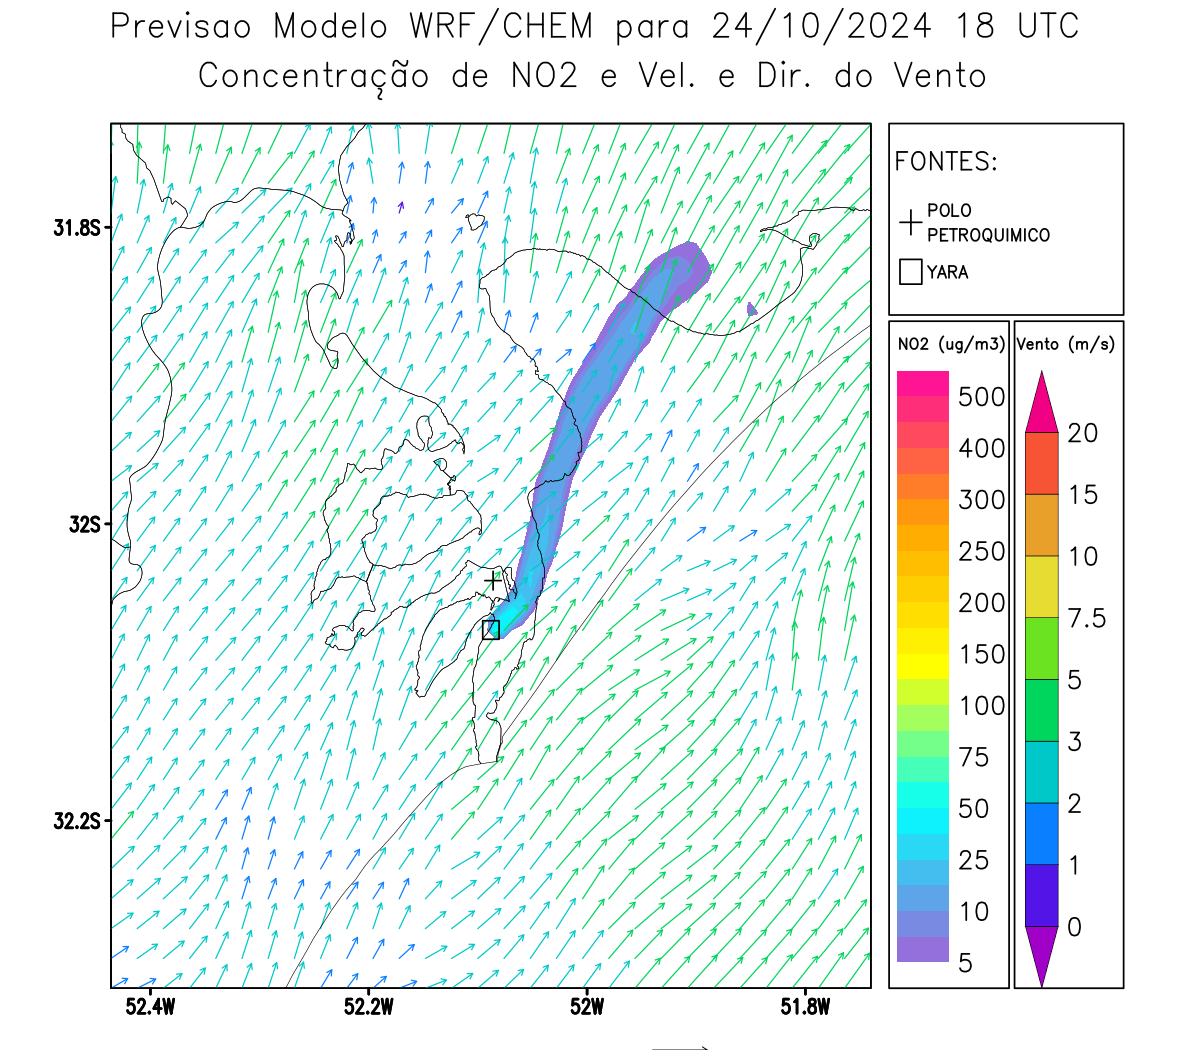 Previsao Modelo WRF/CHEM para 24/10/2024 18 UTC
Concentração de NO2 e Vel. e Dir. do Vento
FONTES:
POLO
PETROQUIMICO
YARA
NO2 (ug/m3)
500
400
300
250
200
150
100
75
50
25
10
5
Vento (m/s)
20
15
10
7.5
5
3
2
1
0
31.8S
32S
32.2S
52.4W
52.2W
52W
51.8W